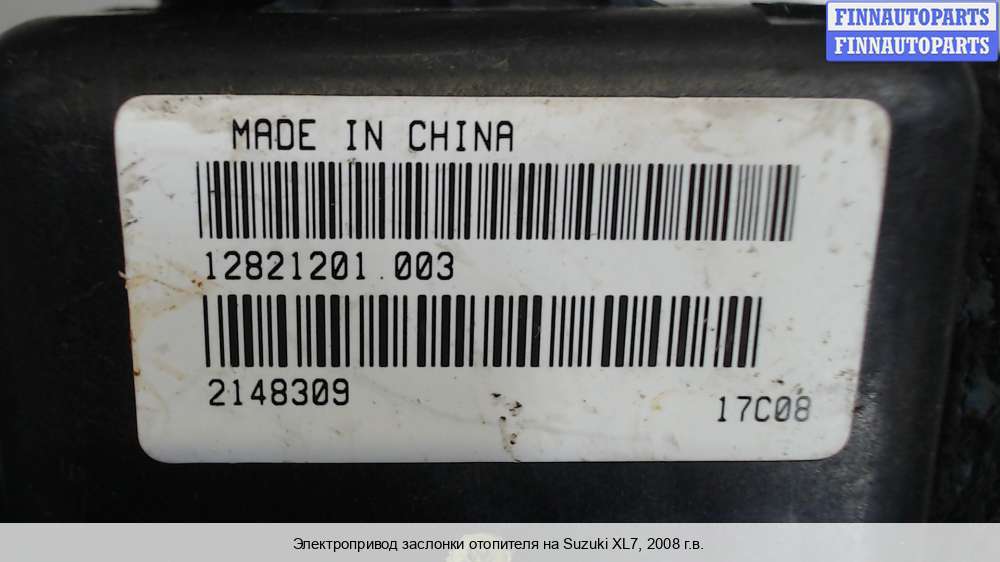 FINNAUTOPARTS
FINNAUTOPARTS
MADE IN CHINA
12821201.003
2148309
17C08
Электропривод заслонки отопителя на Suzuki XL7, 2008 г.в.